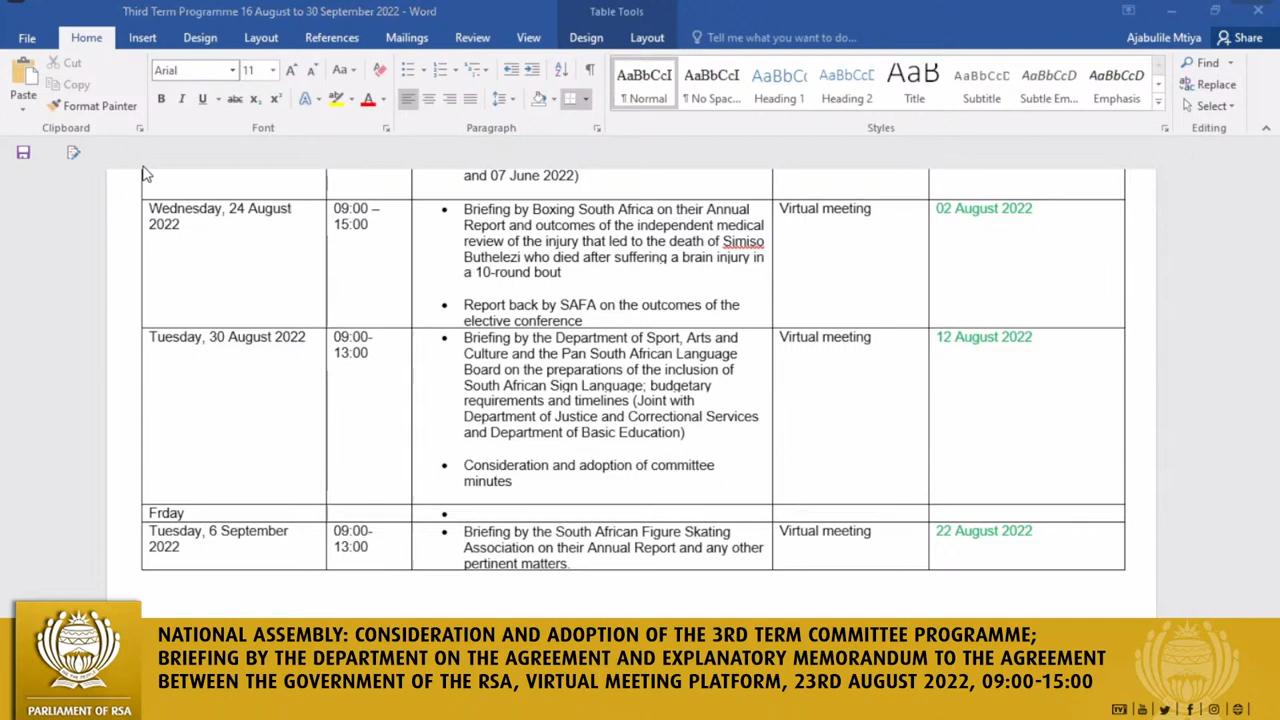 Third Term Programme 16 August to 30 September 2022 - Word
Table Tools
File
Home
Insert
Design
Layout
References
Mailings
Review
View
Design
Layout
Tell me what you want to do...
Ajabulile Mtiya
Share
Paste
Cut
Copy
Format Painter
Clipboard
Arial
11
Font
Paragraph
AaBbCcI
¶ Normal
AaBbCcI
¶ No Spac...
AaBbCc
Heading 1
AaBbCcI
Heading 2
AaB
Title
AaBbCcD
Subtitle
AaBbCcD
Subtle Em...
AaBbCcD
Emphasis
Styles
Find
Replace
Select
Editing
and 07 June 2022)
Wednesday, 24 August
2022
09:00 –
15:00
• Briefing by Boxing South Africa on their Annual
Report and outcomes of the independent medical
review of the injury that led to the death of Simiso
Buthelezi who died after suffering a brain injury in
a 10-round bout
• Report back by SAFA on the outcomes of the
elective conference
Virtual meeting
02 August 2022
Tuesday, 30 August 2022
09:00-
13:00
• Briefing by the Department of Sport, Arts and
Culture and the Pan South African Language
Board on the preparations of the inclusion of
South African Sign Language; budgetary
requirements and timelines (Joint with
Department of Justice and Correctional Services
and Department of Basic Education)
• Consideration and adoption of committee
minutes
Virtual meeting
12 August 2022
Frday
•
Tuesday, 6 September
2022
09:00-
13:00
• Briefing by the South African Figure Skating
Association on their Annual Report and any other
pertinent matters.
Virtual meeting
22 August 2022
PARLIAMENT OF RSA
NATIONAL ASSEMBLY: CONSIDERATION AND ADOPTION OF THE 3RD TERM COMMITTEE PROGRAMME;
BRIEFING BY THE DEPARTMENT ON THE AGREEMENT AND EXPLANATORY MEMORANDUM TO THE AGREEMENT
BETWEEN THE GOVERNMENT OF THE RSA, VIRTUAL MEETING PLATFORM, 23RD AUGUST 2022, 09:00-15:00